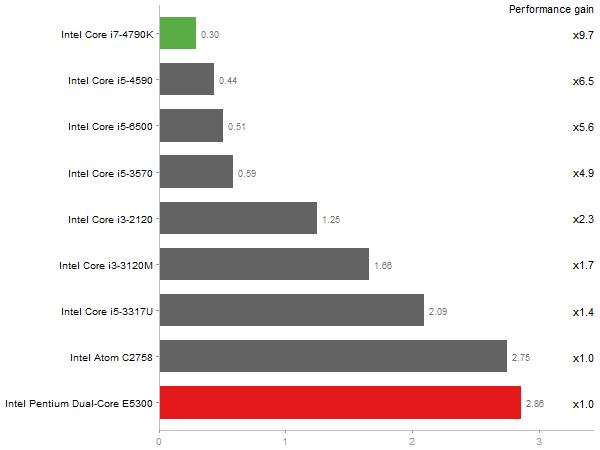 Performance gain
Intel Core i7-4790K 0.30 x9.7
Intel Core i5-4590 0.44 x6.5
Intel Core i5-6500 0.51 x5.6
Intel Core i5-3570 0.59 x4.9
Intel Core i3-2120 1.25 x2.3
Intel Core i3-3120M 1.66 x1.7
Intel Core i5-3317U 2.09 x1.4
Intel Atom C2758 2.75 x1.0
Intel Pentium Dual-Core E5300 2.86 x1.0
0 1 2 3